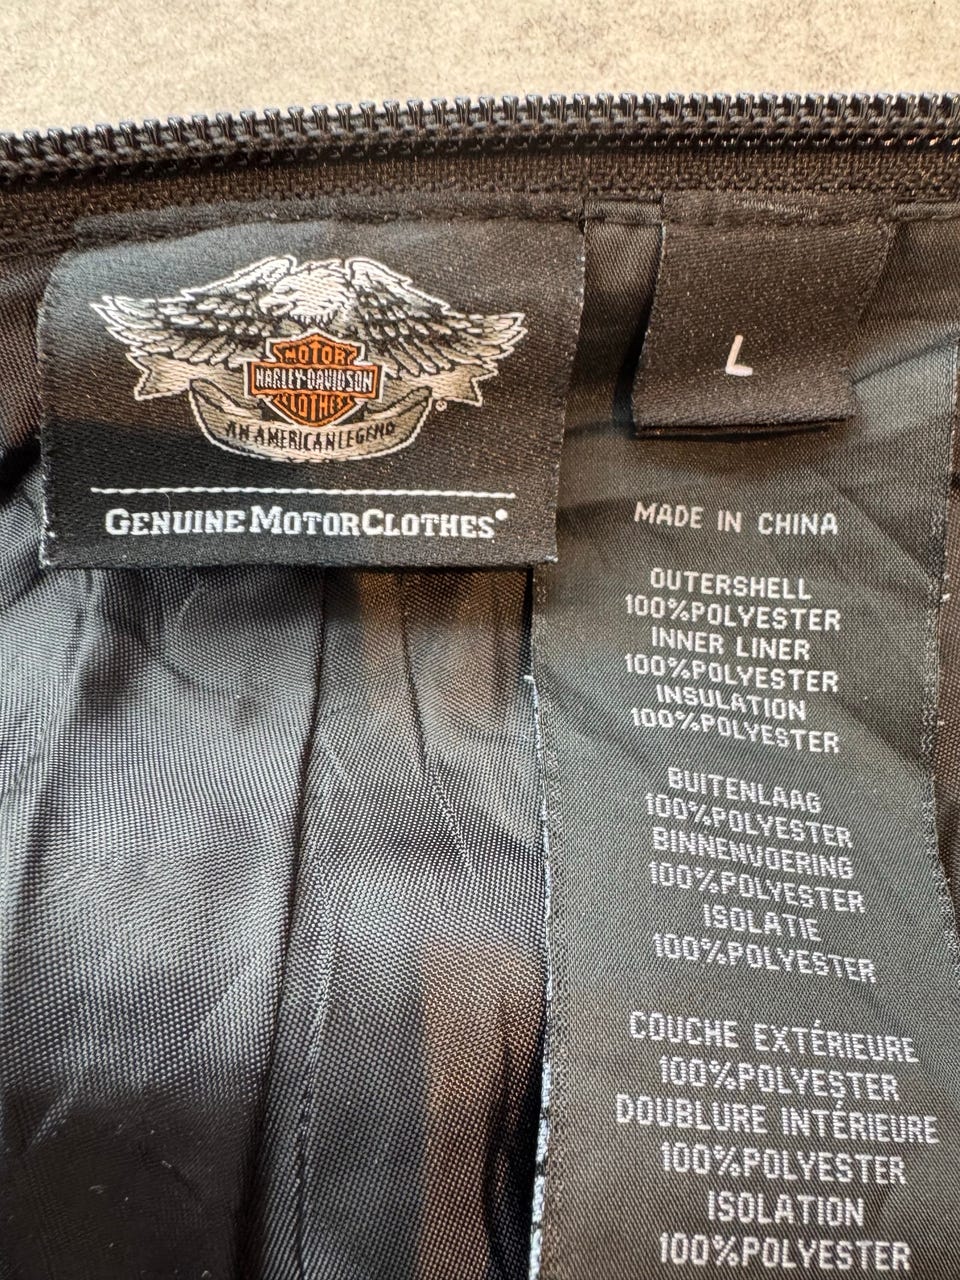 MOTOR
HARLEY-DAVIDSON
CLOTHES
AN AMERICAN LEGEND
®
GENUINE MOTORCLOTHES®
L
MADE IN CHINA
OUTERSHELL
100%POLYESTER
INNER LINER
100%POLYESTER
INSULATION
100%POLYESTER
BUITENLAAG
100%POLYESTER
BINNENVOERING
100%POLYESTER
ISOLATIE
100%POLYESTER
COUCHE EXTÉRIEURE
100%POLYESTER
DOUBLURE INTÉRIEURE
100%POLYESTER
ISOLATION
100%POLYESTER